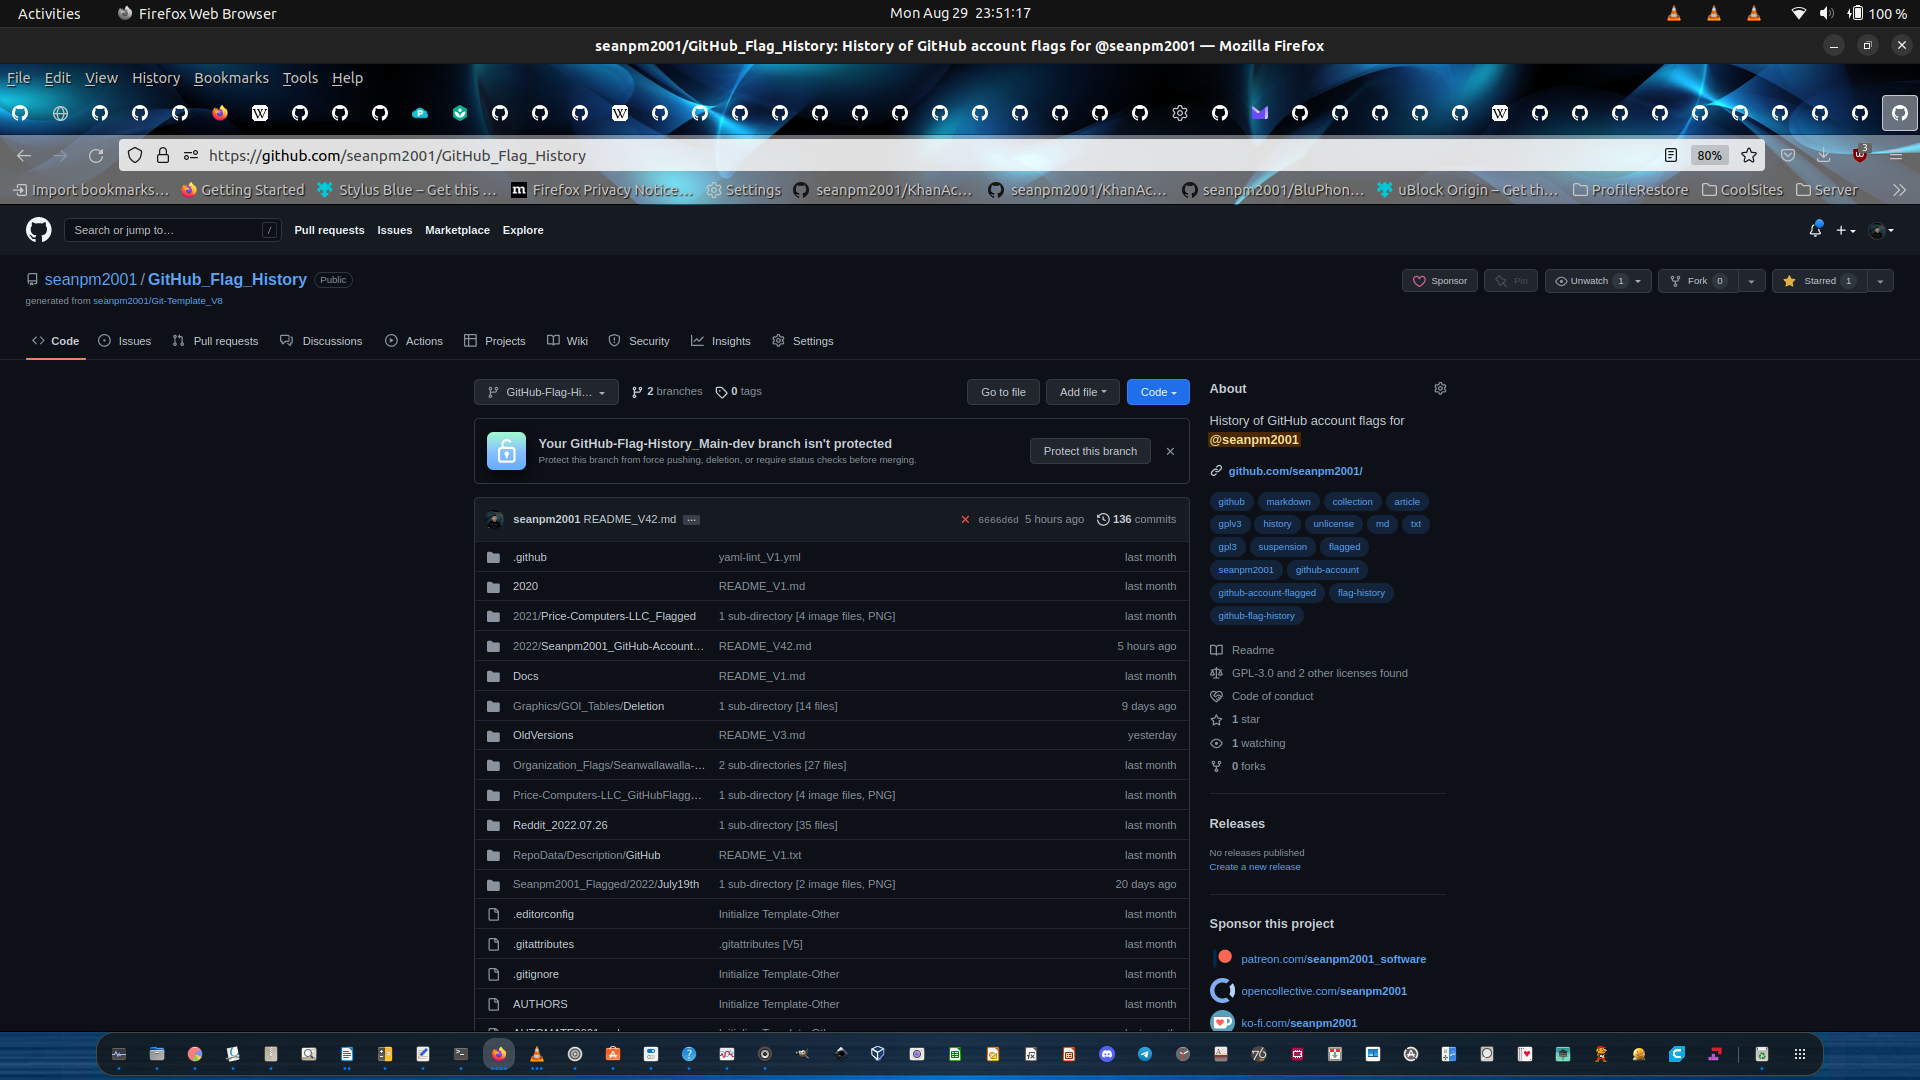 Activities
Firefox Web Browser
Mon Aug 29 23:51:17
100 %
seanpm2001/GitHub_Flag_History: History of GitHub account flags for @seanpm2001 — Mozilla Firefox
File Edit View History Bookmarks Tools Help
https://github.com/seanpm2001/GitHub_Flag_History
80%
3
Import bookmarks… Getting Started Stylus Blue – Get this … Firefox Privacy Notice… Settings seanpm2001/KhanAc… seanpm2001/KhanAc… seanpm2001/BluPhon… uBlock Origin – Get th… ProfileRestore CoolSites Server
Search or jump to… /
Pull requests Issues Marketplace Explore
seanpm2001 / GitHub_Flag_History Public
generated from seanpm2001/Git-Template_V8
Sponsor Pin Unwatch 1 Fork 0 Starred 1
Code Issues Pull requests Discussions Actions Projects Wiki Security Insights Settings
GitHub-Flag-Hi… 2 branches 0 tags
Go to file Add file Code
Your GitHub-Flag-History_Main-dev branch isn't protected
Protect this branch from force pushing, deletion, or require status checks before merging.
Protect this branch
seanpm2001 README_V42.md … 6666d6d 5 hours ago 136 commits
.github yaml-lint_V1.yml last month
2020 README_V1.md last month
2021/Price-Computers-LLC_Flagged 1 sub-directory [4 image files, PNG] last month
2022/Seanpm2001_GitHub-Account… README_V42.md 5 hours ago
Docs README_V1.md last month
Graphics/GOI_Tables/Deletion 1 sub-directory [14 files] 9 days ago
OldVersions README_V3.md yesterday
Organization_Flags/Seanwallawalla-… 2 sub-directories [27 files] last month
Price-Computers-LLC_GitHubFlagg… 1 sub-directory [4 image files, PNG] last month
Reddit_2022.07.26 1 sub-directory [35 files] last month
RepoData/Description/GitHub README_V1.txt last month
Seanpm2001_Flagged/2022/July19th 1 sub-directory [2 image files, PNG] 20 days ago
.editorconfig Initialize Template-Other last month
.gitattributes .gitattributes [V5] last month
.gitignore Initialize Template-Other last month
AUTHORS Initialize Template-Other last month
About
History of GitHub account flags for
@seanpm2001
github.com/seanpm2001/
github markdown collection article
gplv3 history unlicense md txt
gpl3 suspension flagged
seanpm2001 github-account
github-account-flagged flag-history
github-flag-history
Readme
GPL-3.0 and 2 other licenses found
Code of conduct
1 star
1 watching
0 forks
Releases
No releases published
Create a new release
Sponsor this project
patreon.com/seanpm2001_software
opencollective.com/seanpm2001
ko-fi.com/seanpm2001